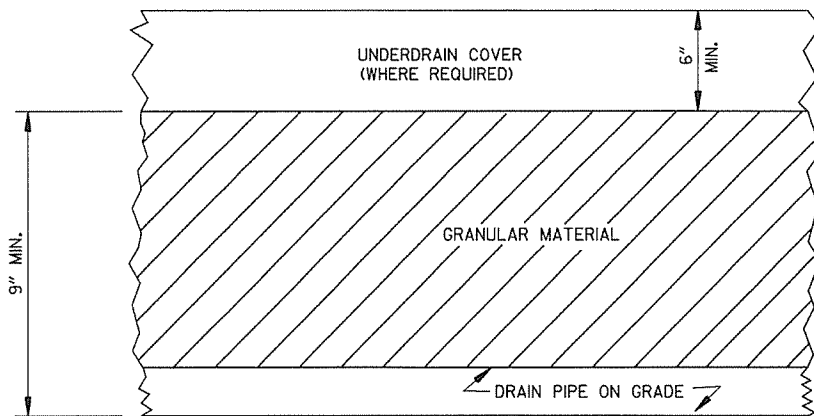 UNDERDRAIN COVER
(WHERE REQUIRED)
6" MIN.
GRANULAR MATERIAL
9" MIN.
DRAIN PIPE ON GRADE